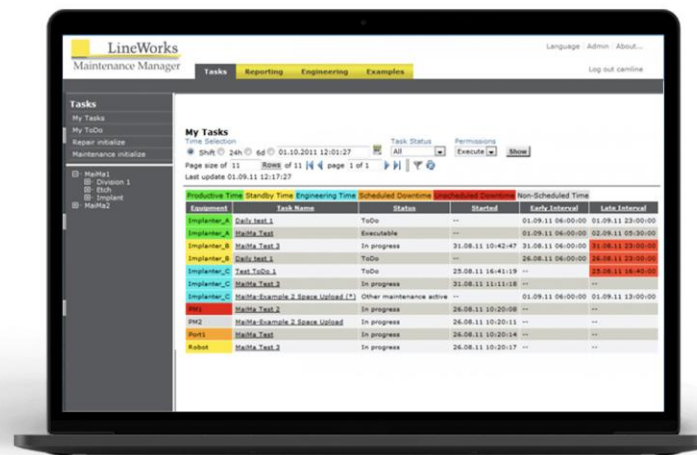 LineWorks
Maintenance Manager
Language Admin About...
Tasks Reporting Engineering Examples
Log out camline
Tasks
My Tasks
My ToDo
Repair initialize
Maintenance initialize
MaiMa1
Division 1
Etch
Implant
MaiMa2
My Tasks
Time Selection Task Status Permissions
Shift 24h 6d 01.10.2011 12:01:27 All Execute Show
Page size of 11 Rows of 11 page 1 of 1
Last update 01.09.11 12:17:27
Productive Time Standby Time Engineering Time Scheduled Downtime Unscheduled Downtime Non-Scheduled Time
Equipment Task Name Status Started Early Interval Late Interval
Implanter_A Daily test 1 ToDo -- 01.09.11 06:00:00 01.09.11 23:00:00
Implanter_A MaiMa Test Executable -- 01.09.11 06:00:00 02.09.11 05:30:00
Implanter_B MaiMa Test 3 In progress 31.08.11 10:42:47 31.08.11 06:00:00 31.08.11 23:00:00
Implanter_B Daily test 1 ToDo -- 26.08.11 06:00:00 26.08.11 23:00:00
Implanter_C Test ToDo 1 ToDo 25.08.11 16:41:19 -- 25.08.11 16:40:00
Implanter_C MaiMa Test 3 In progress 31.08.11 11:11:18 -- --
Implanter_C MaiMa-Example 2 Space Upload (*) Other maintenance active -- 01.09.11 06:00:00 01.09.11 13:00:00
PM1 MaiMa Test 2 In progress 26.08.11 10:20:08 -- --
PM2 MaiMa-Example 2 Space Upload In progress 26.08.11 10:20:11 -- --
Port1 MaiMa Test In progress 26.08.11 10:20:14 -- --
Robot MaiMa Test 3 In progress 26.08.11 10:20:17 -- --